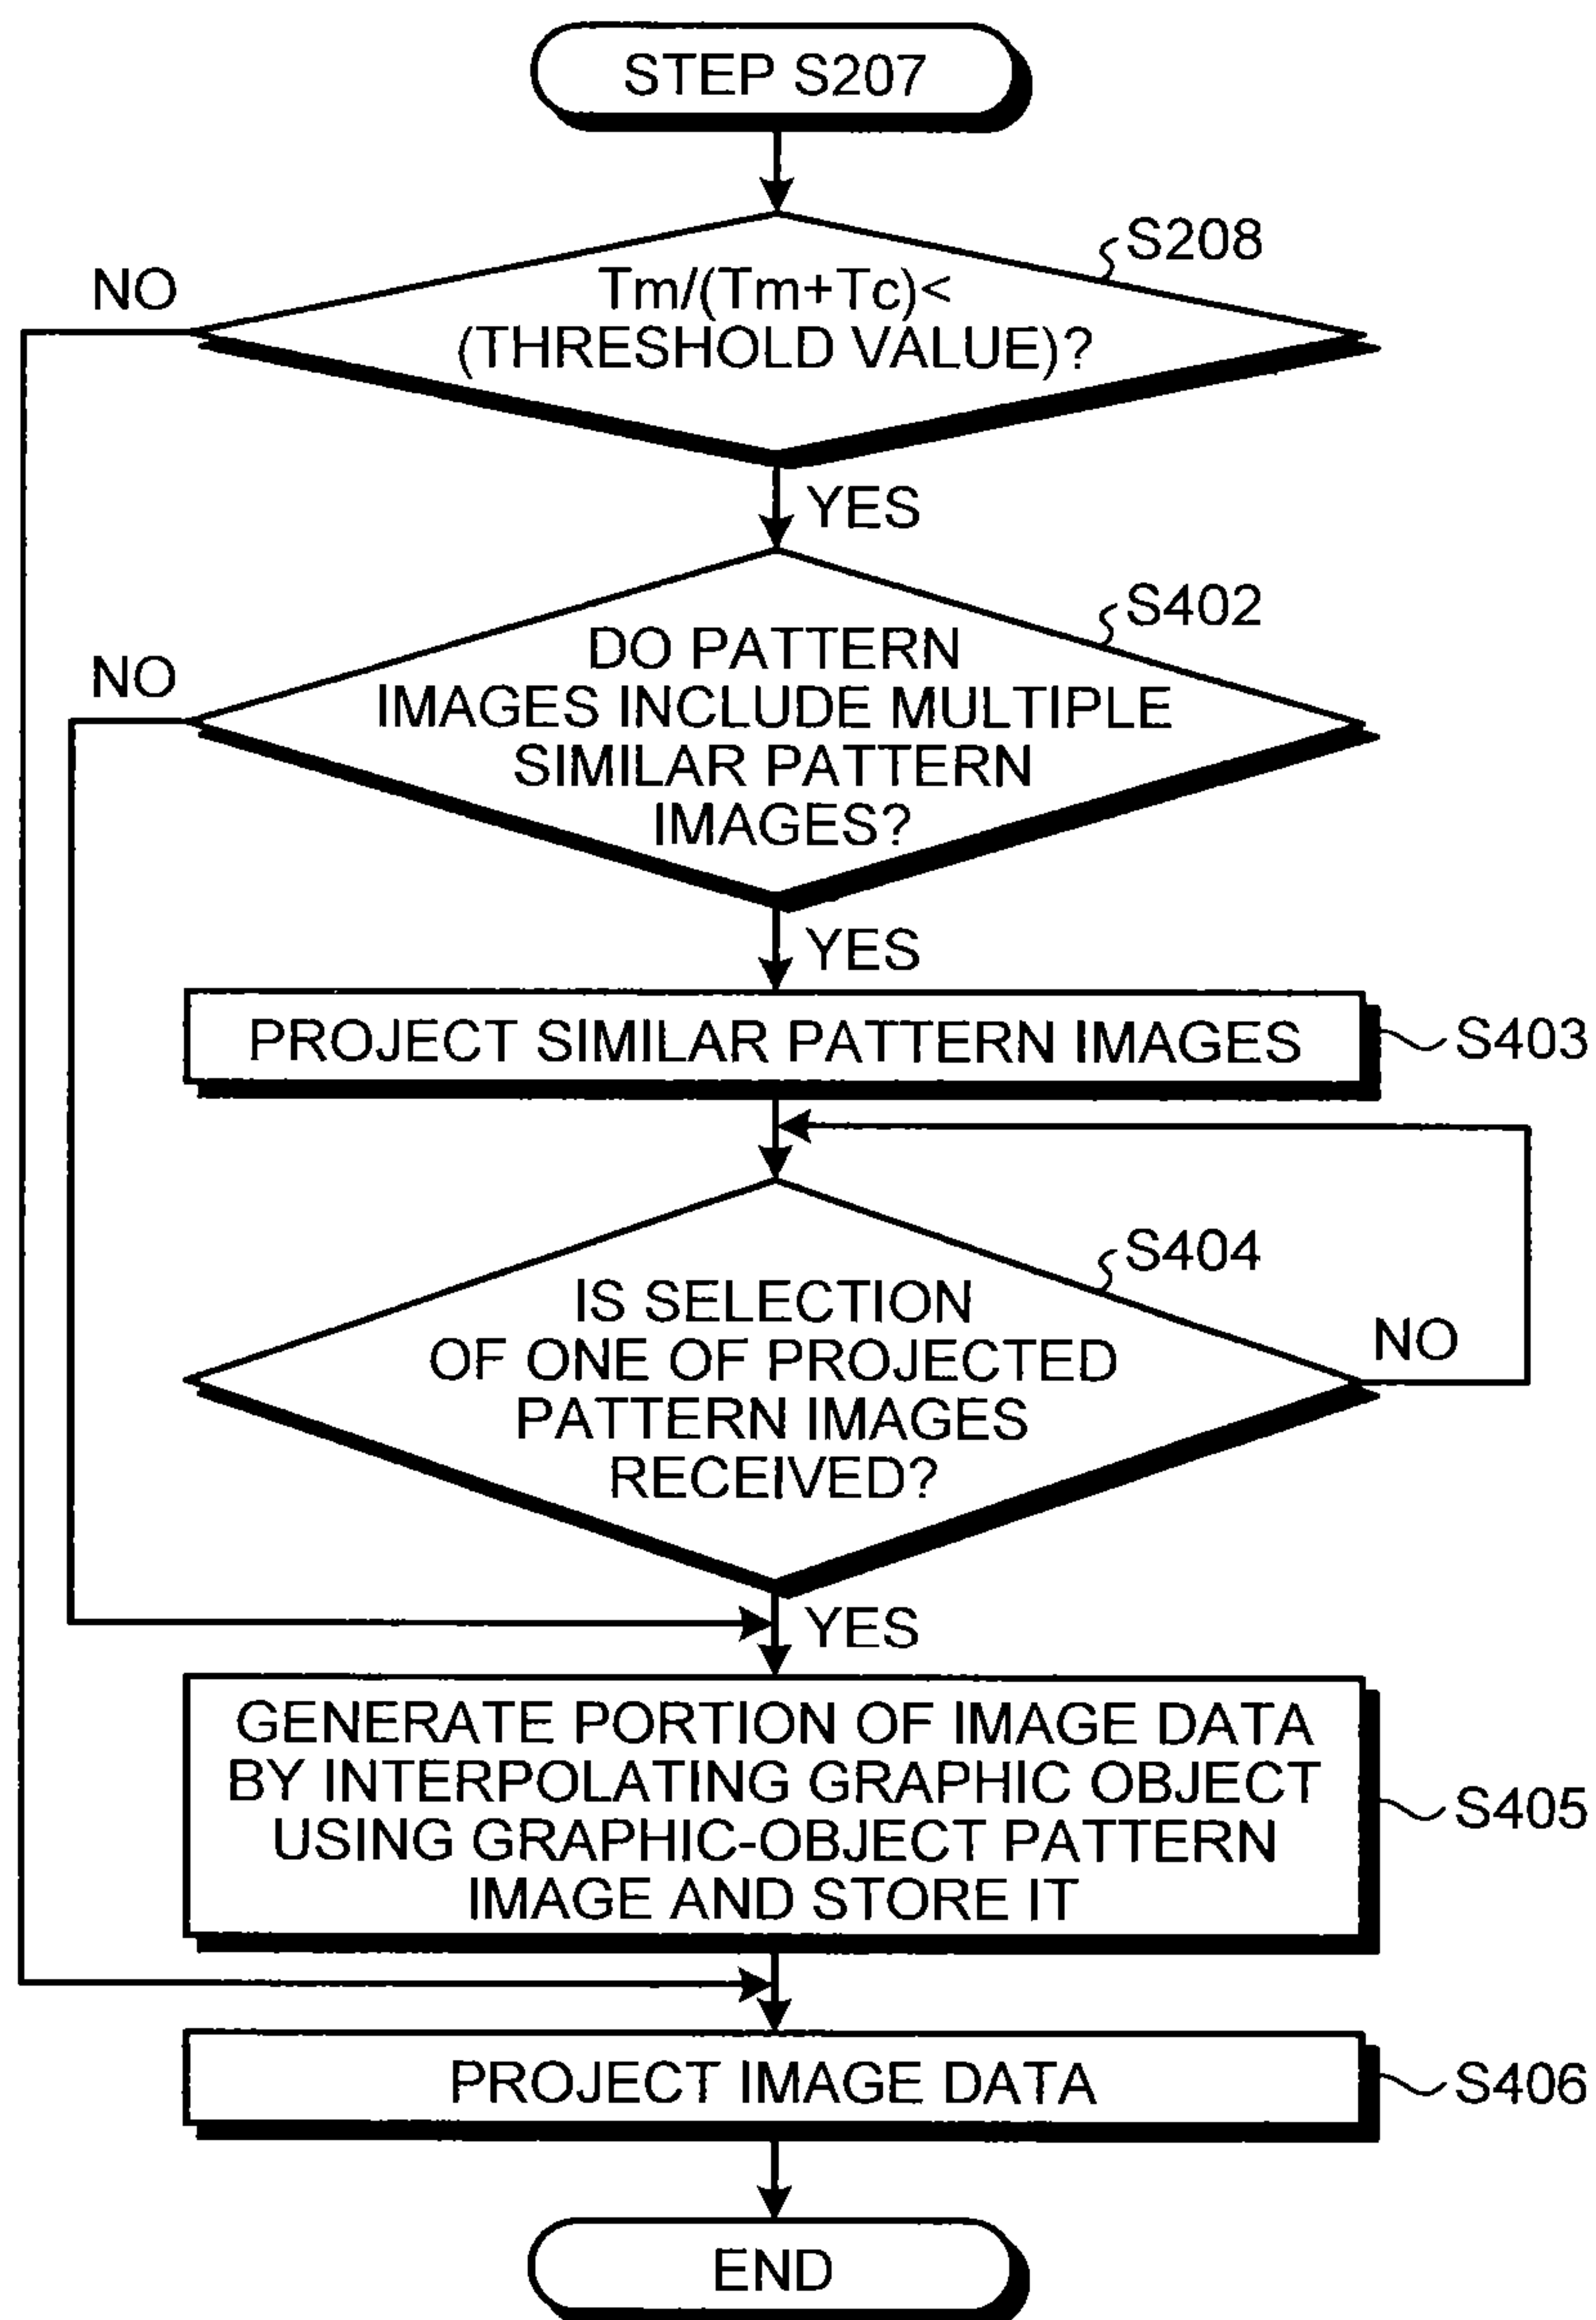 STEP S207
S208
NO
Tm/(Tm+Tc)<
(THRESHOLD VALUE)?
YES
S402
NO
DO PATTERN
IMAGES INCLUDE MULTIPLE
SIMILAR PATTERN
IMAGES?
YES
PROJECT SIMILAR PATTERN IMAGES
S403
S404
IS SELECTION
OF ONE OF PROJECTED
PATTERN IMAGES
RECEIVED?
NO
YES
GENERATE PORTION OF IMAGE DATA
BY INTERPOLATING GRAPHIC OBJECT
USING GRAPHIC-OBJECT PATTERN
IMAGE AND STORE IT
S405
PROJECT IMAGE DATA
S406
END